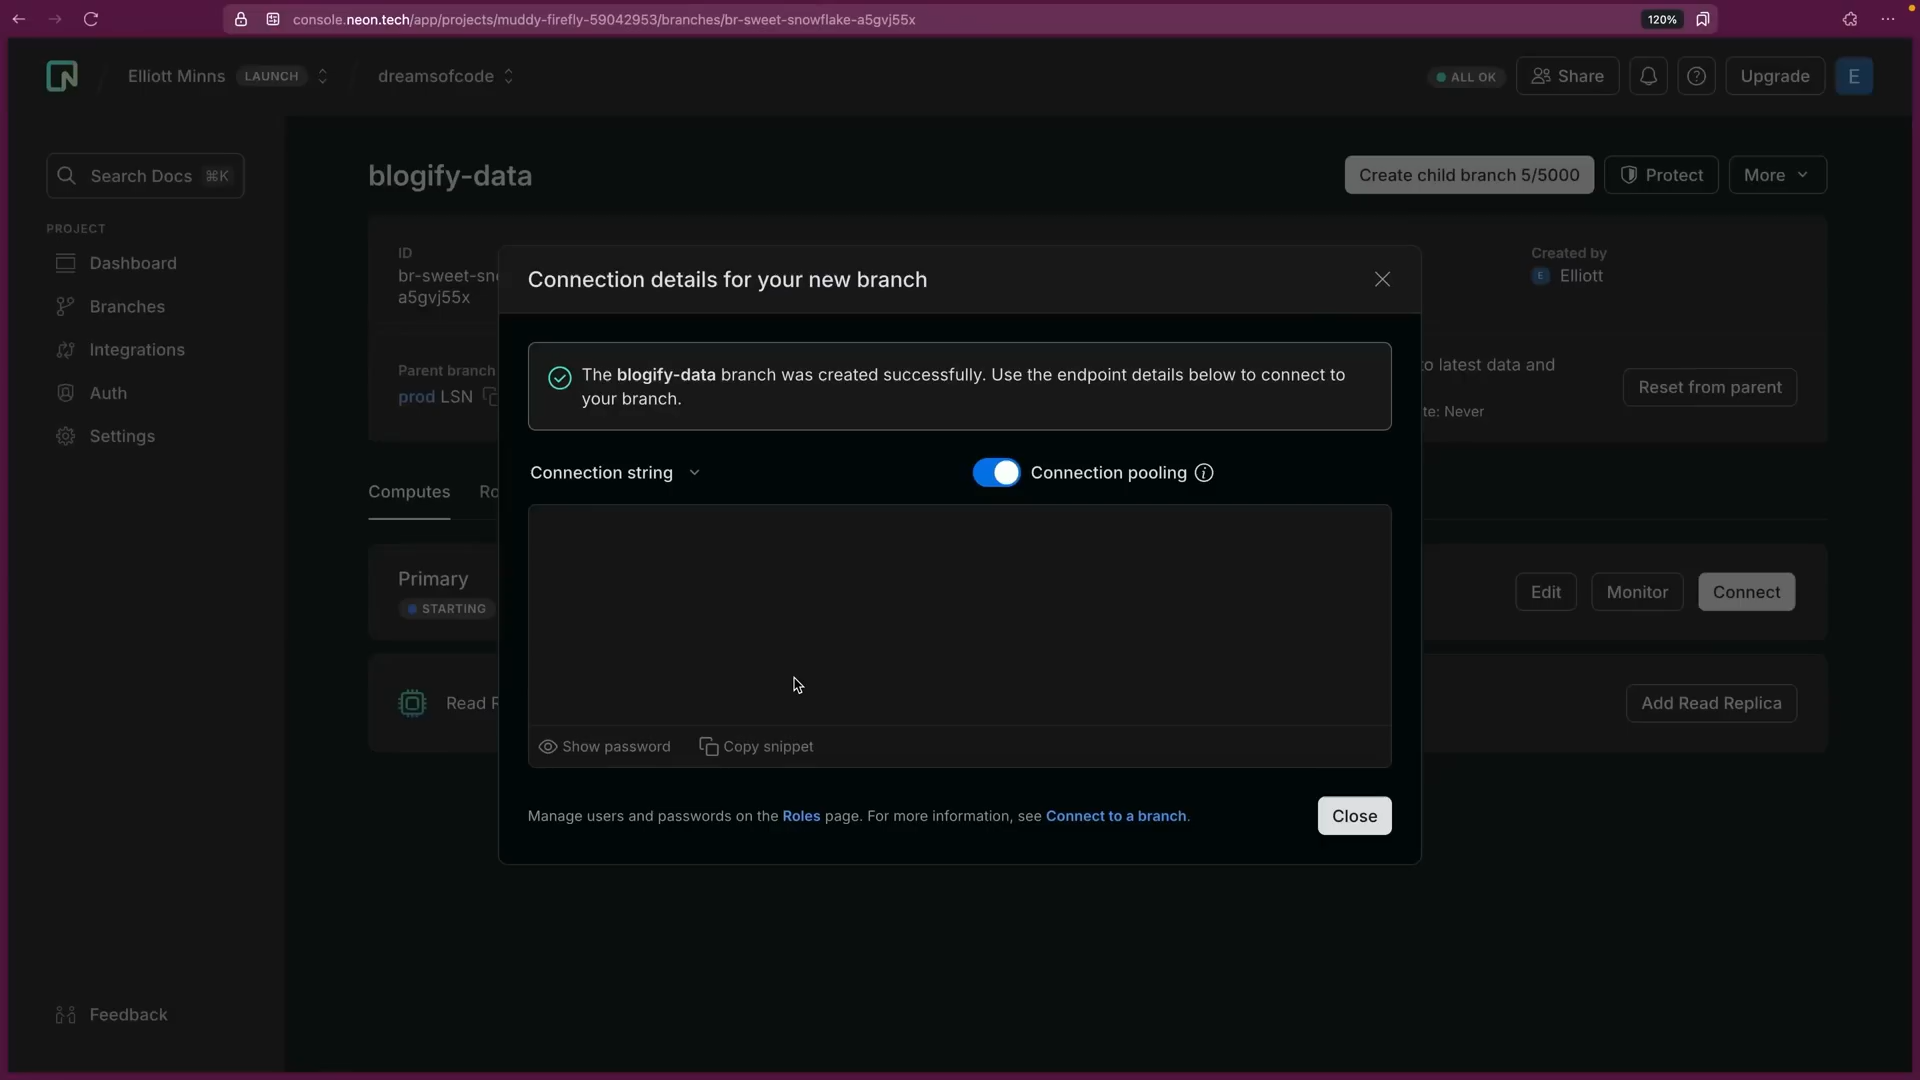 console.neon.tech/app/projects/muddy-firefly-59042953/branches/br-sweet-snowflake-a5gvj55x
120%
Elliott Minns LAUNCH
dreamsofcode
ALL OK
Share
Upgrade
E
Search Docs ⌘K
PROJECT
Dashboard
Branches
Integrations
Auth
Settings
Feedback
blogify-data
Create child branch 5/5000
Protect
More
ID
br-sweet-sno
a5gvj55x
Created by
E Elliott
Parent branch
prod LSN
to latest data and
te: Never
Reset from parent
Computes
Ro
Primary
STARTING
Edit
Monitor
Connect
Read R
Add Read Replica
Connection details for your new branch
The blogify-data branch was created successfully. Use the endpoint details below to connect to
your branch.
Connection string
Connection pooling
Show password
Copy snippet
Manage users and passwords on the Roles page. For more information, see Connect to a branch.
Close